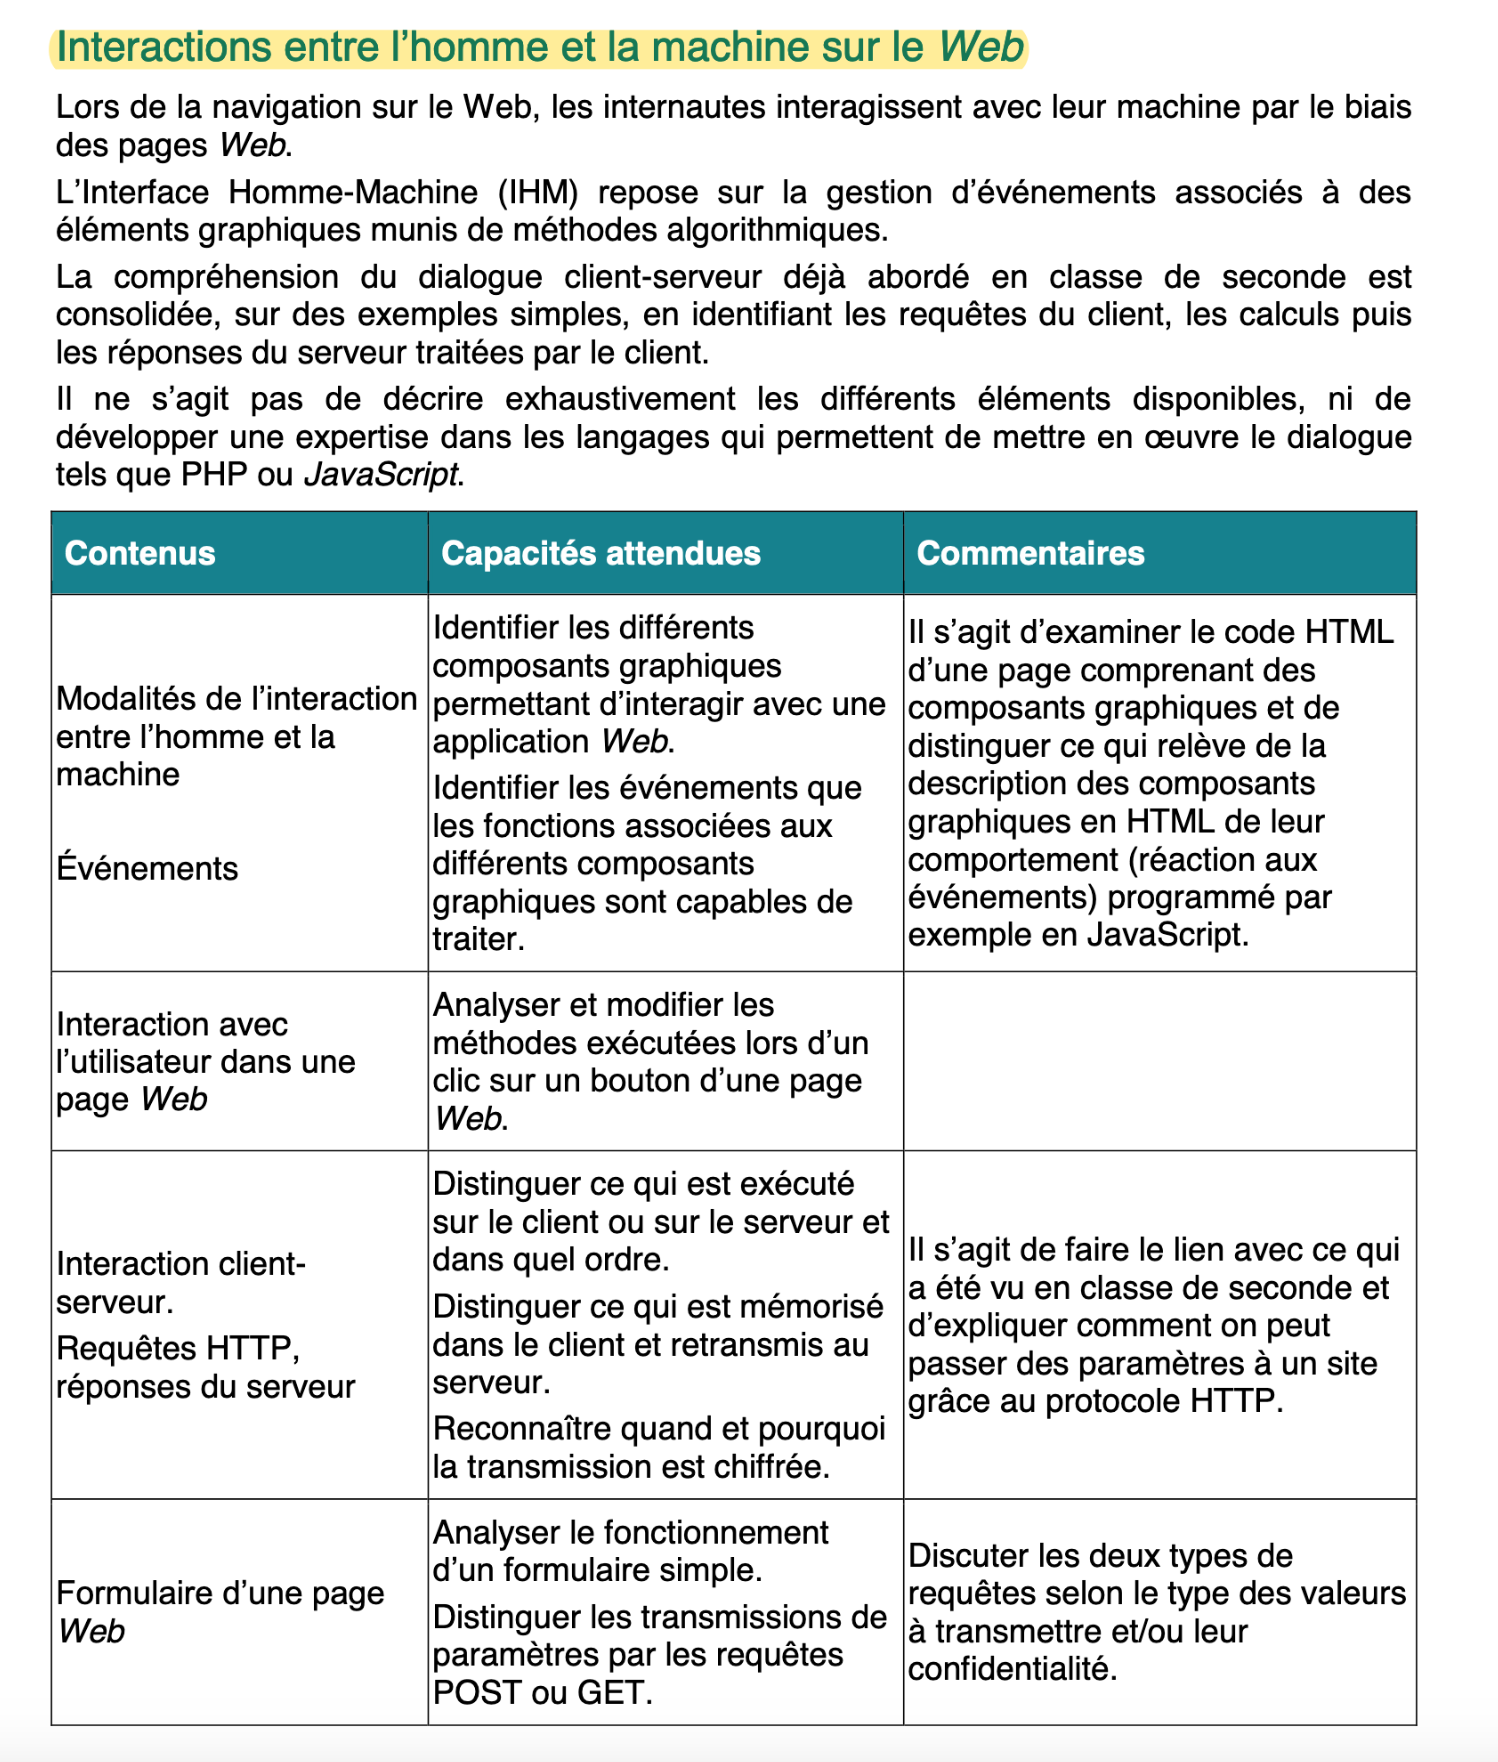 Interactions entre l’homme et la machine sur le Web
Lors de la navigation sur le Web, les internautes interagissent avec leur machine par le biais
des pages Web.
L’Interface Homme-Machine (IHM) repose sur la gestion d’événements associés à des
éléments graphiques munis de méthodes algorithmiques.
La compréhension du dialogue client-serveur déjà abordé en classe de seconde est
consolidée, sur des exemples simples, en identifiant les requêtes du client, les calculs puis
les réponses du serveur traitées par le client.
Il ne s’agit pas de décrire exhaustivement les différents éléments disponibles, ni de
développer une expertise dans les langages qui permettent de mettre en œuvre le dialogue
tels que PHP ou JavaScript.
Contenus
Capacités attendues
Commentaires
Modalités de l’interaction
entre l’homme et la
machine
Événements
Identifier les différents
composants graphiques
permettant d’interagir avec une
application Web.
Identifier les événements que
les fonctions associées aux
différents composants
graphiques sont capables de
traiter.
Il s’agit d’examiner le code HTML
d’une page comprenant des
composants graphiques et de
distinguer ce qui relève de la
description des composants
graphiques en HTML de leur
comportement (réaction aux
événements) programmé par
exemple en JavaScript.
Interaction avec
l’utilisateur dans une
page Web
Analyser et modifier les
méthodes exécutées lors d’un
clic sur un bouton d’une page
Web.
Interaction client-
serveur.
Requêtes HTTP,
réponses du serveur
Distinguer ce qui est exécuté
sur le client ou sur le serveur et
dans quel ordre.
Distinguer ce qui est mémorisé
dans le client et retransmis au
serveur.
Reconnaître quand et pourquoi
la transmission est chiffrée.
Il s’agit de faire le lien avec ce qui
a été vu en classe de seconde et
d’expliquer comment on peut
passer des paramètres à un site
grâce au protocole HTTP.
Formulaire d’une page
Web
Analyser le fonctionnement
d’un formulaire simple.
Distinguer les transmissions de
paramètres par les requêtes
POST ou GET.
Discuter les deux types de
requêtes selon le type des valeurs
à transmettre et/ou leur
confidentialité.